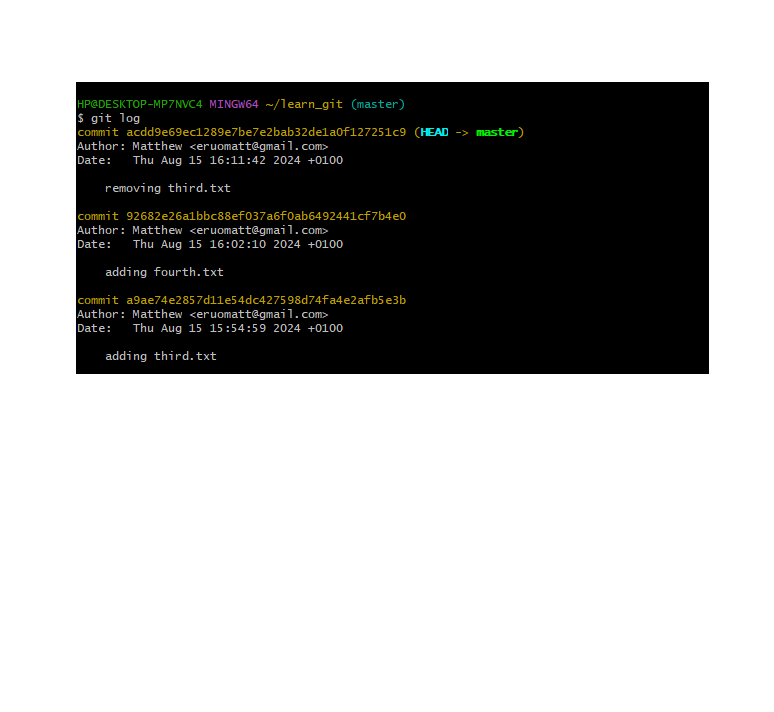 HP@DESKTOP-MP7NVC4 MINGW64 ~/learn_git (master)
$ git log
commit acdd9e69ec1289e7be7e2bab32de1a0f127251c9 (HEAD -> master)
Author: Matthew <eruomatt@gmail.com>
Date:   Thu Aug 15 16:11:42 2024 +0100
    removing third.txt
commit 92682e26a1bbc88ef037a6f0ab6492441cf7b4e0
Author: Matthew <eruomatt@gmail.com>
Date:   Thu Aug 15 16:02:10 2024 +0100
    adding fourth.txt
commit a9ae74e2857d11e54dc427598d74fa4e2afb5e3b
Author: Matthew <eruomatt@gmail.com>
Date:   Thu Aug 15 15:54:59 2024 +0100
    adding third.txt